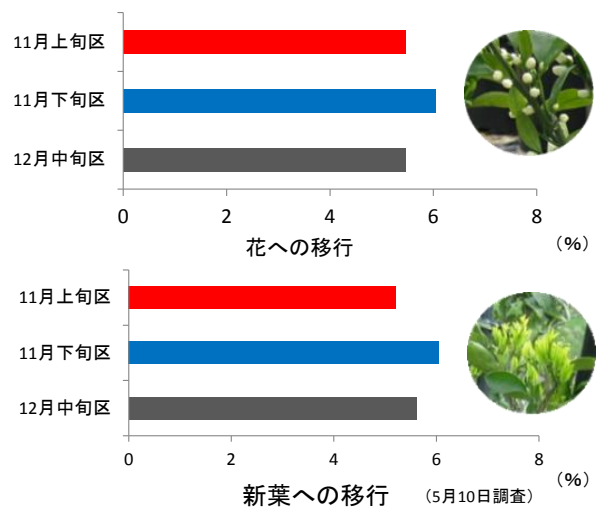 11月上旬区
11月下旬区
12月中旬区
0 2 4 6 8
花への移行 (%)
11月上旬区
11月下旬区
12月中旬区
0 2 4 6 8
(%)
新葉への移行 (5月10日調査)